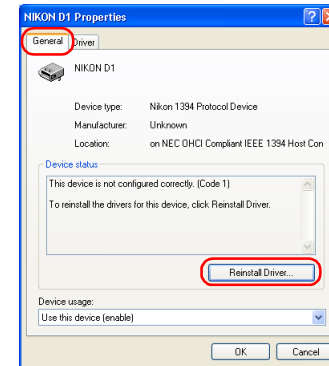 NIKON D1 Properties
General Driver
NIKON D1
Device type: Nikon 1394 Protocol Device
Manufacturer: Unknown
Location: on NEC OHCI Compliant IEEE 1394 Host Con
Device status
This device is not configured correctly. (Code 1)
To reinstall the drivers for this device, click Reinstall Driver.
Reinstall Driver...
Device usage:
Use this device (enable)
OK Cancel